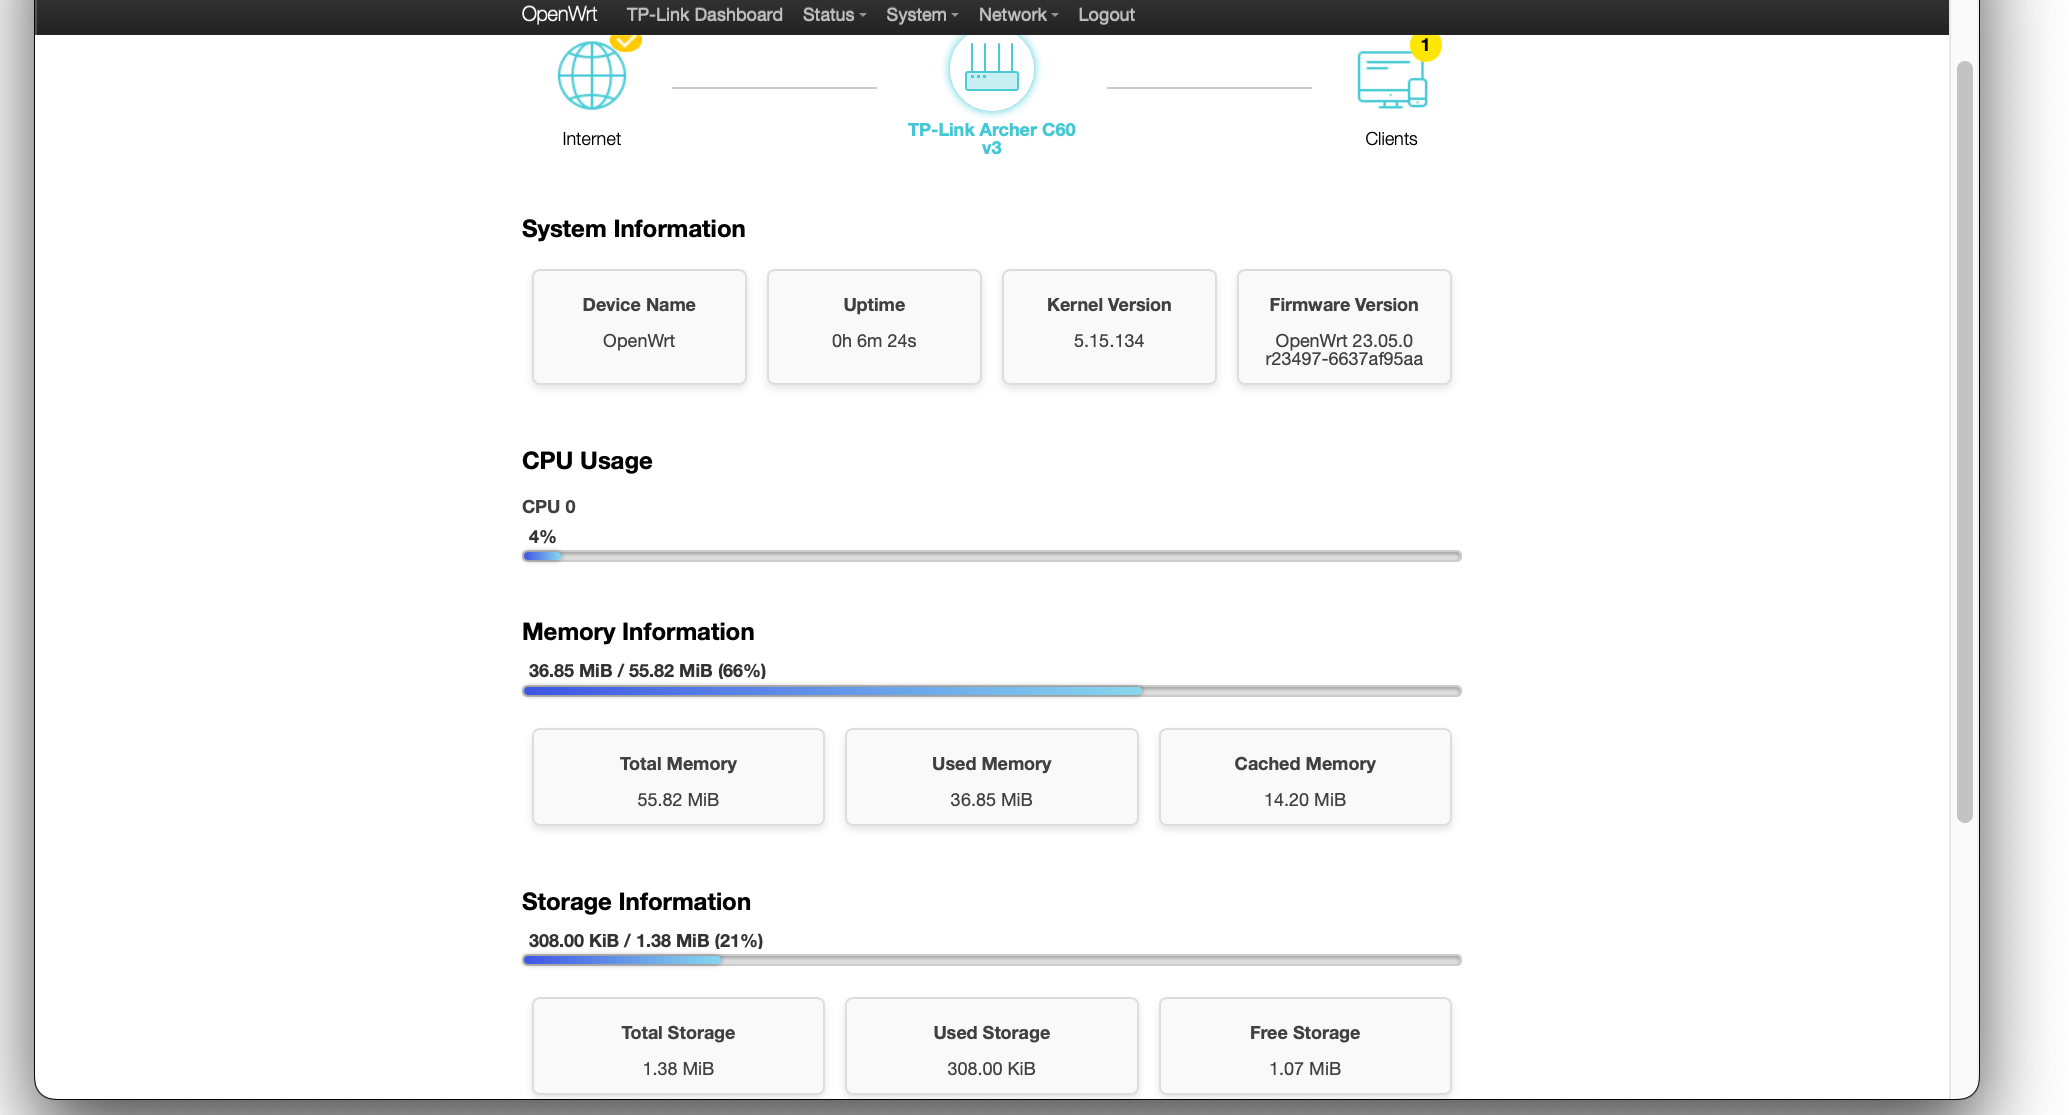 OpenWrt TP-Link Dashboard Status System Network Logout
1
Internet
TP-Link Archer C60
v3
Clients
System Information
Device Name
OpenWrt
Uptime
0h 6m 24s
Kernel Version
5.15.134
Firmware Version
OpenWrt 23.05.0
r23497-6637af95aa
CPU Usage
CPU 0
4%
Memory Information
36.85 MiB / 55.82 MiB (66%)
Total Memory
55.82 MiB
Used Memory
36.85 MiB
Cached Memory
14.20 MiB
Storage Information
308.00 KiB / 1.38 MiB (21%)
Total Storage
1.38 MiB
Used Storage
308.00 KiB
Free Storage
1.07 MiB